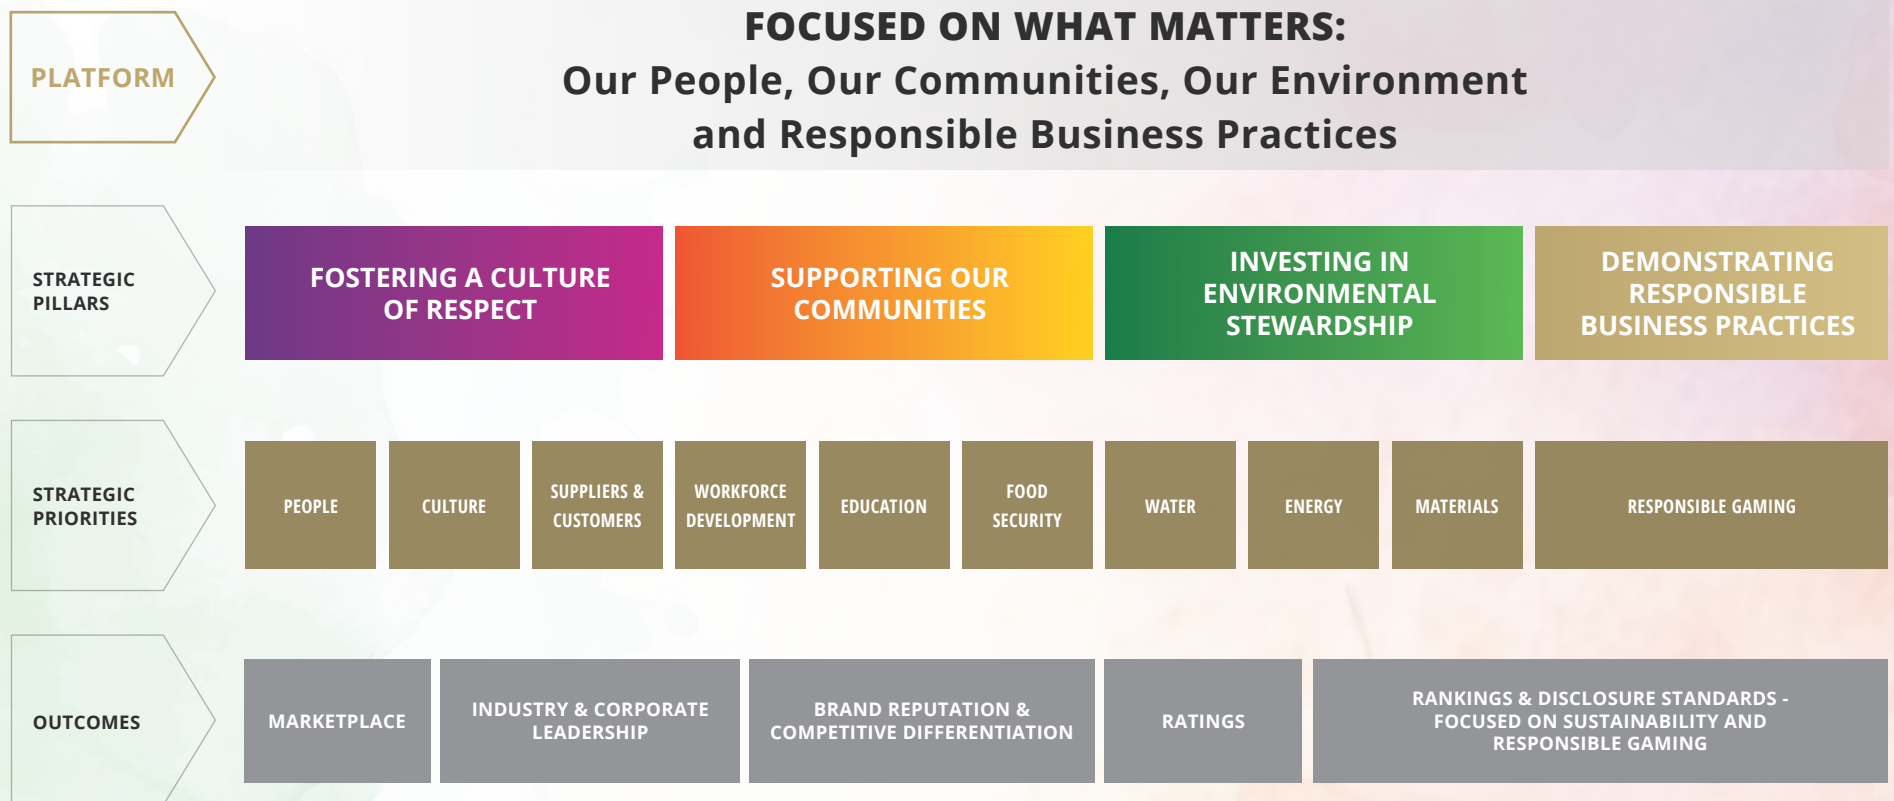 PLATFORM
FOCUSED ON WHAT MATTERS:
Our People, Our Communities, Our Environment
and Responsible Business Practices
STRATEGIC
PILLARS
FOSTERING A CULTURE
OF RESPECT
SUPPORTING OUR
COMMUNITIES
INVESTING IN
ENVIRONMENTAL
STEWARDSHIP
DEMONSTRATING
RESPONSIBLE
BUSINESS PRACTICES
STRATEGIC
PRIORITIES
PEOPLE
CULTURE
SUPPLIERS &
CUSTOMERS
WORKFORCE
DEVELOPMENT
EDUCATION
FOOD
SECURITY
WATER
ENERGY
MATERIALS
RESPONSIBLE GAMING
OUTCOMES
MARKETPLACE
INDUSTRY & CORPORATE
LEADERSHIP
BRAND REPUTATION &
COMPETITIVE DIFFERENTIATION
RATINGS
RANKINGS & DISCLOSURE STANDARDS -
FOCUSED ON SUSTAINABILITY AND
RESPONSIBLE GAMING